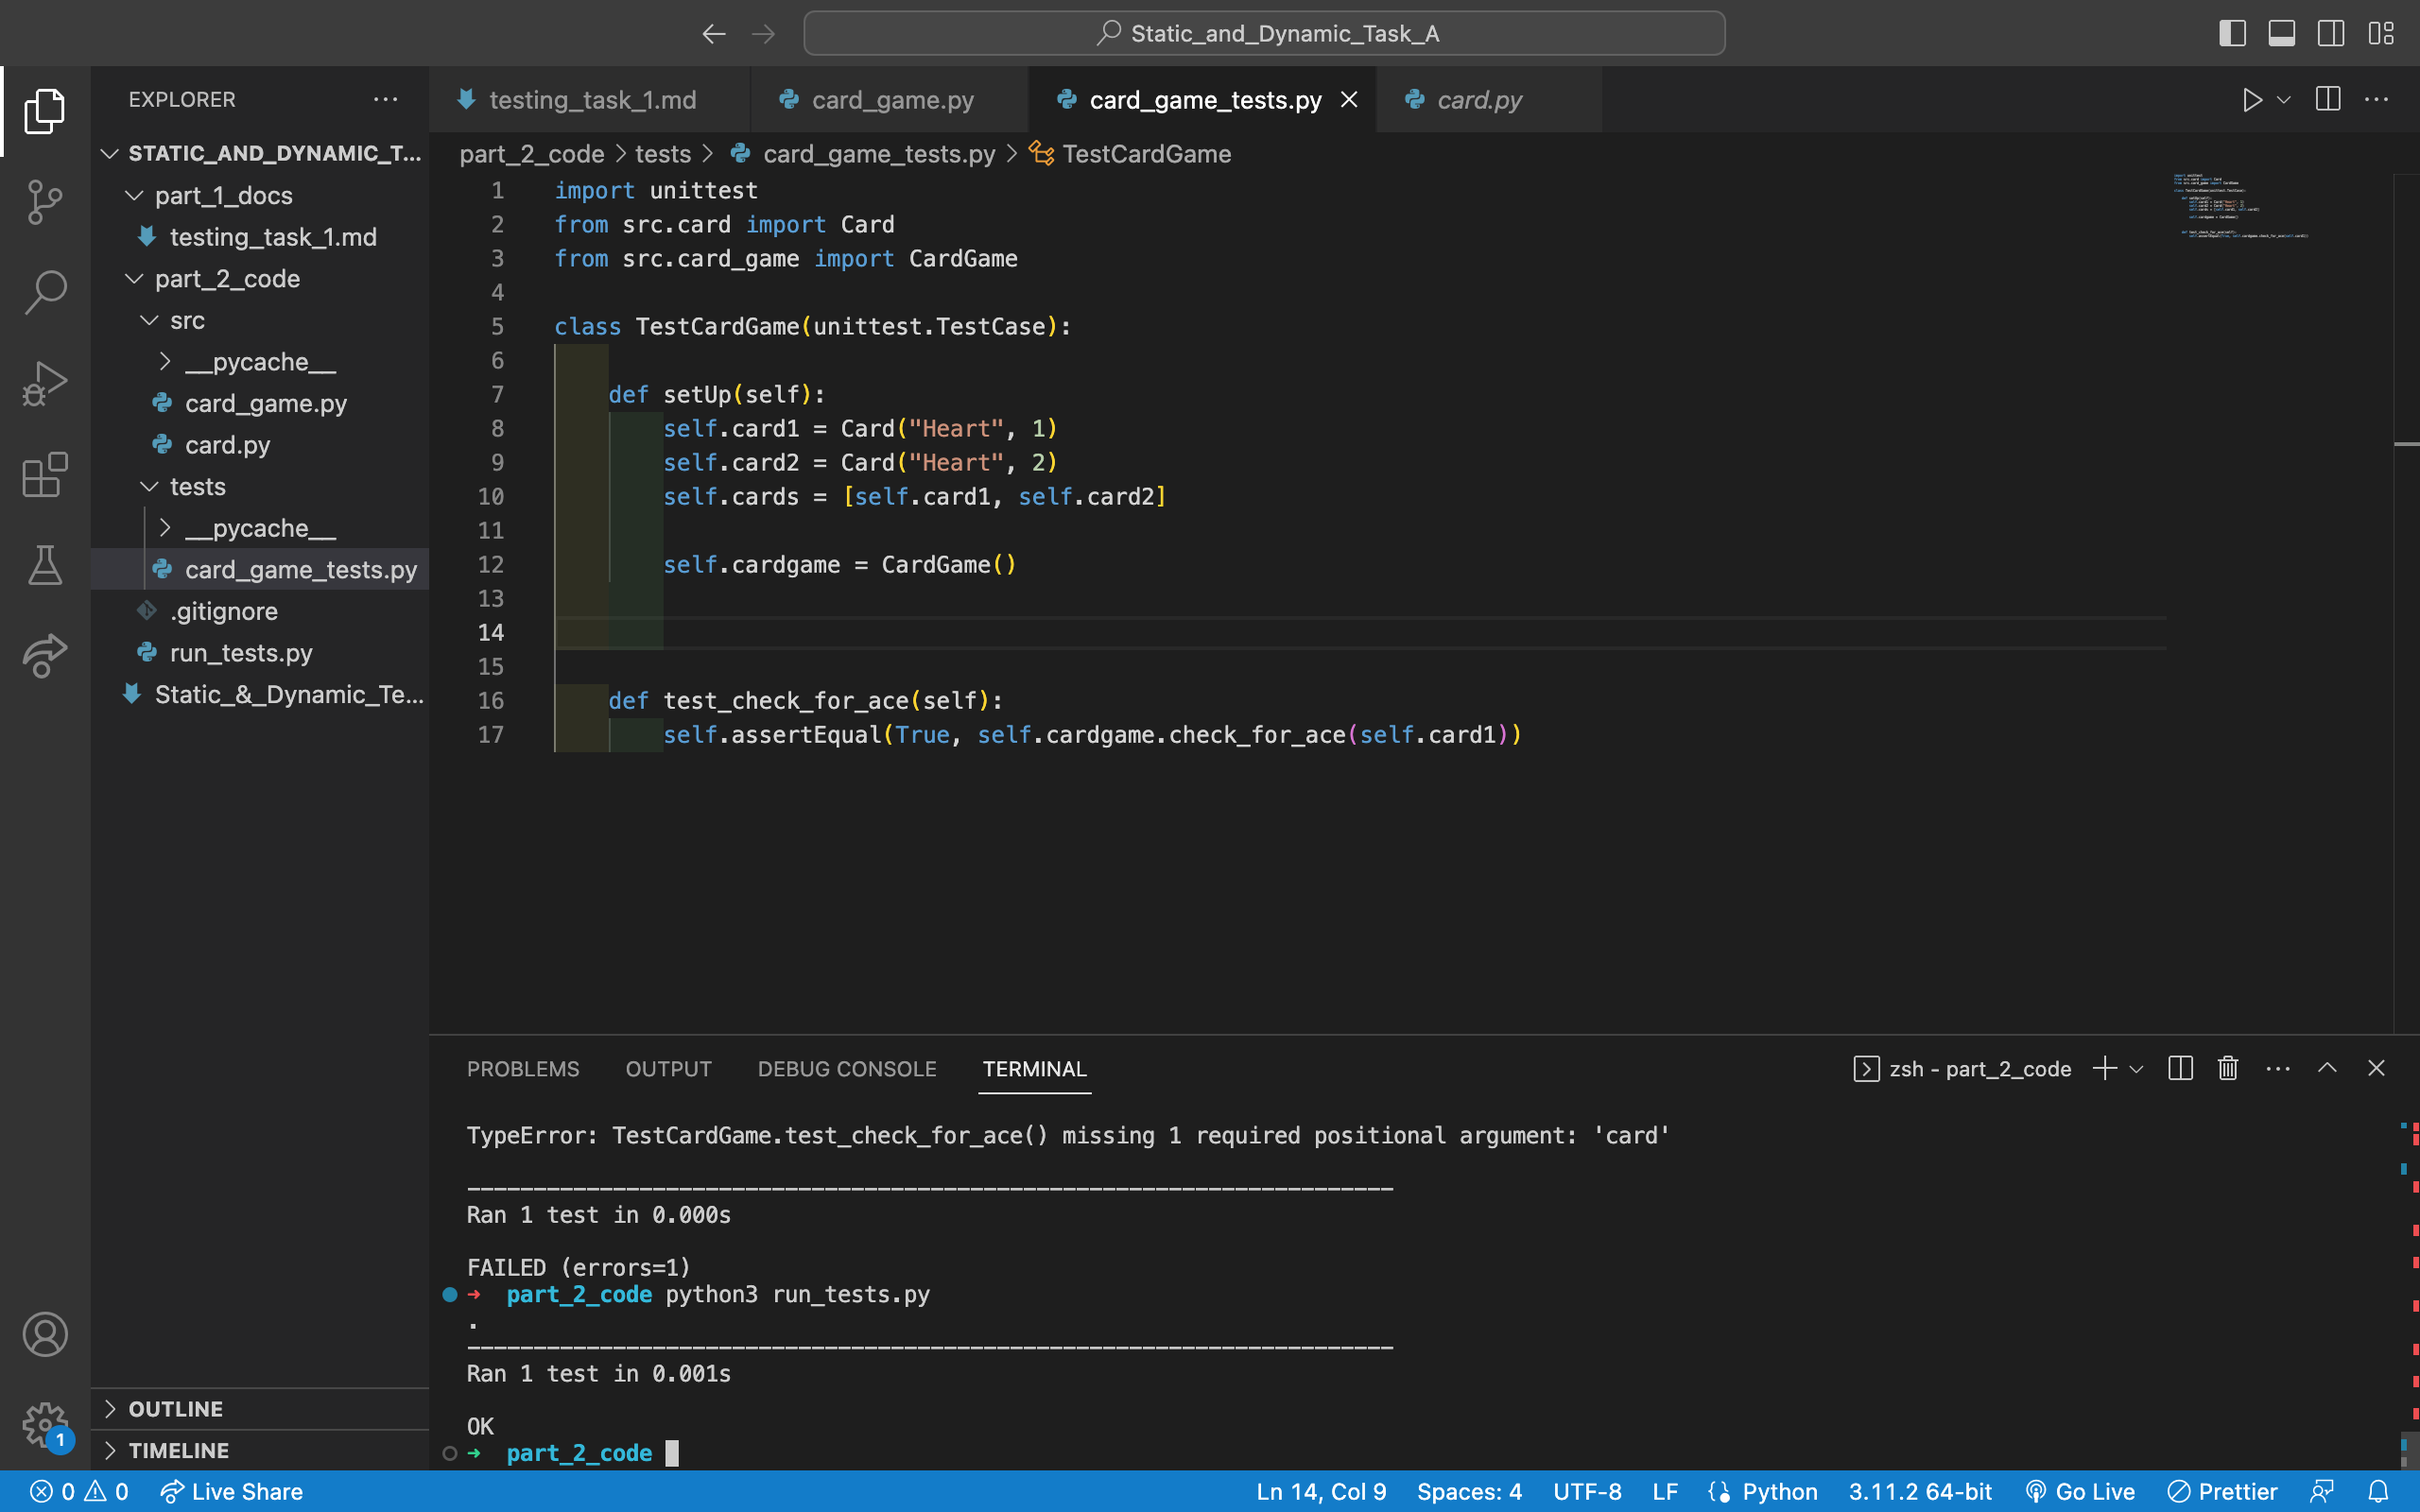 Static_and_Dynamic_Task_A
EXPLORER
STATIC_AND_DYNAMIC_T...
part_1_docs
testing_task_1.md
part_2_code
src
__pycache__
card_game.py
card.py
tests
__pycache__
card_game_tests.py
.gitignore
run_tests.py
Static_&_Dynamic_Te...
OUTLINE
TIMELINE
testing_task_1.md
card_game.py
card_game_tests.py
card.py
part_2_code > tests > card_game_tests.py > TestCardGame
1 import unittest
2 from src.card import Card
3 from src.card_game import CardGame
4
5 class TestCardGame(unittest.TestCase):
6
7 def setUp(self):
8 self.card1 = Card("Heart", 1)
9 self.card2 = Card("Heart", 2)
10 self.cards = [self.card1, self.card2]
11
12 self.cardgame = CardGame()
13
14
15
16 def test_check_for_ace(self):
17 self.assertEqual(True, self.cardgame.check_for_ace(self.card1))
PROBLEMS OUTPUT DEBUG CONSOLE TERMINAL
zsh - part_2_code
TypeError: TestCardGame.test_check_for_ace() missing 1 required positional argument: 'card'
----------------------------------------------------------------------
Ran 1 test in 0.000s
FAILED (errors=1)
➜ part_2_code python3 run_tests.py
.
----------------------------------------------------------------------
Ran 1 test in 0.001s
OK
➜ part_2_code
1
0 0 Live Share
Ln 14, Col 9 Spaces: 4 UTF-8 LF Python 3.11.2 64-bit Go Live Prettier